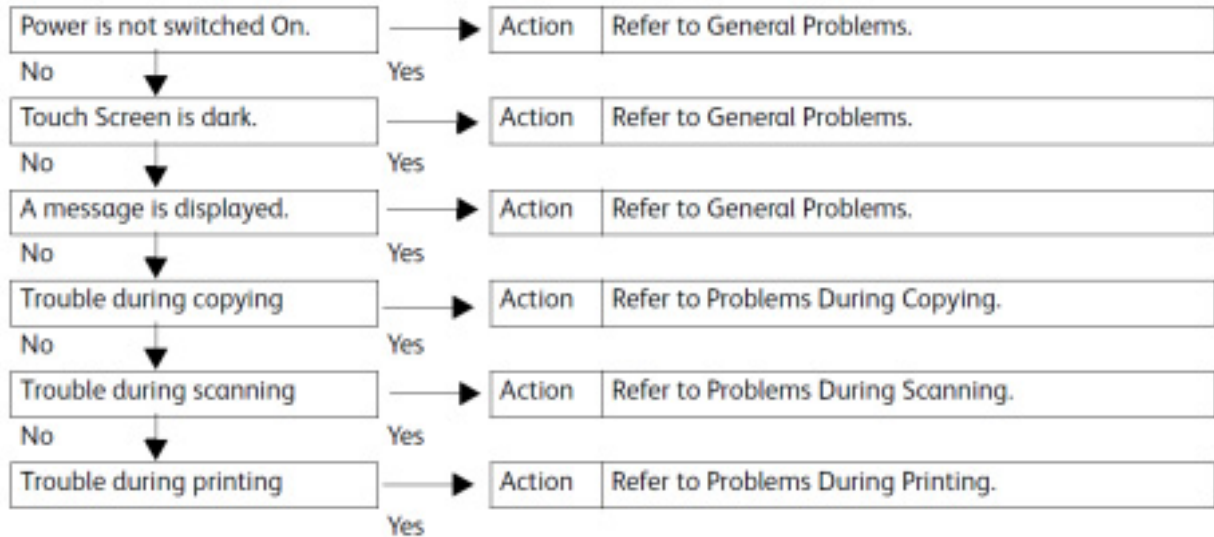 Power is not switched On. Action Refer to General Problems.
No Yes
Touch Screen is dark. Action Refer to General Problems.
No Yes
A message is displayed. Action Refer to General Problems.
No Yes
Trouble during copying Action Refer to Problems During Copying.
No Yes
Trouble during scanning Action Refer to Problems During Scanning.
No Yes
Trouble during printing Action Refer to Problems During Printing.
Yes